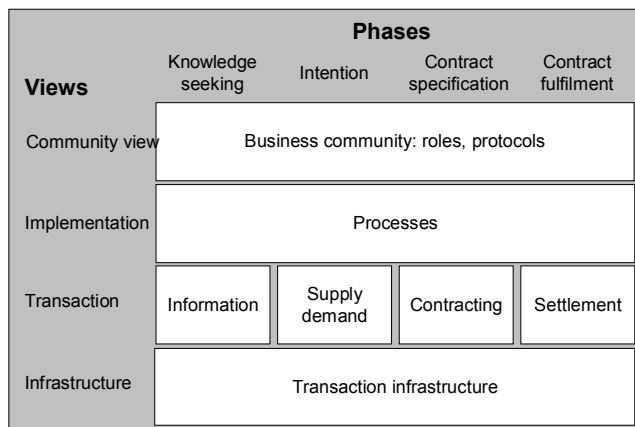 Phases
Knowledge seeking
Intention
Contract specification
Contract fulfilment
Views
Community view
Business community: roles, protocols
Implementation
Processes
Transaction
Information
Supply demand
Contracting
Settlement
Infrastructure
Transaction infrastructure